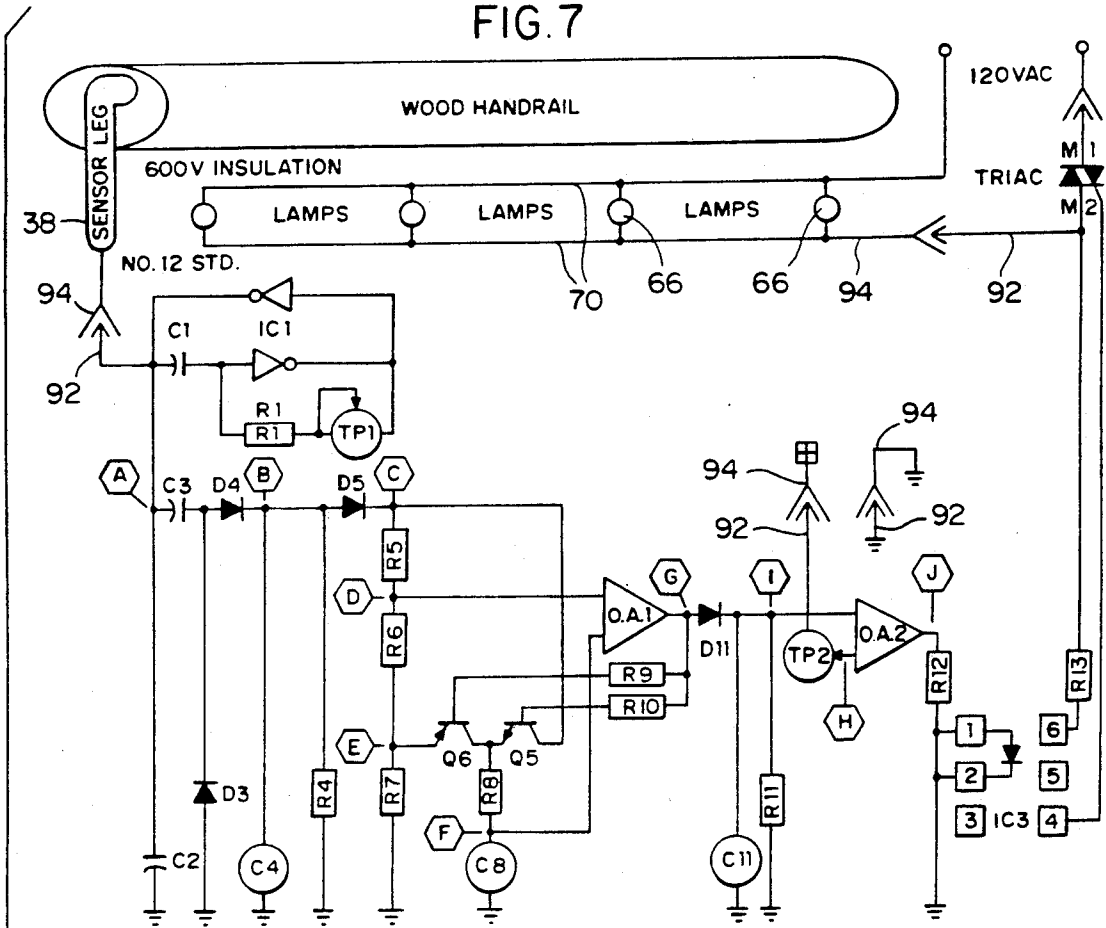 FIG. 7
120VAC
WOOD HANDRAIL
SENSOR LEG
600V INSULATION
M 1
TRIAC
M 2
LAMPS LAMPS LAMPS
38
NO. 12 STD.
94 70 66 66 94 92
C1 IC1
92
R1
R1 TP1
94
94
A C3 D4 B D5 C
92 92
R5
D
O.A.1 G I J
D11 TP2 O.A.2
R6
R9
R10
R12 R13
H
E Q6 Q5
1 6
D3 R4 R7 R8 R11
2 5
F
3 IC3 4
C2 C4 C8 C11